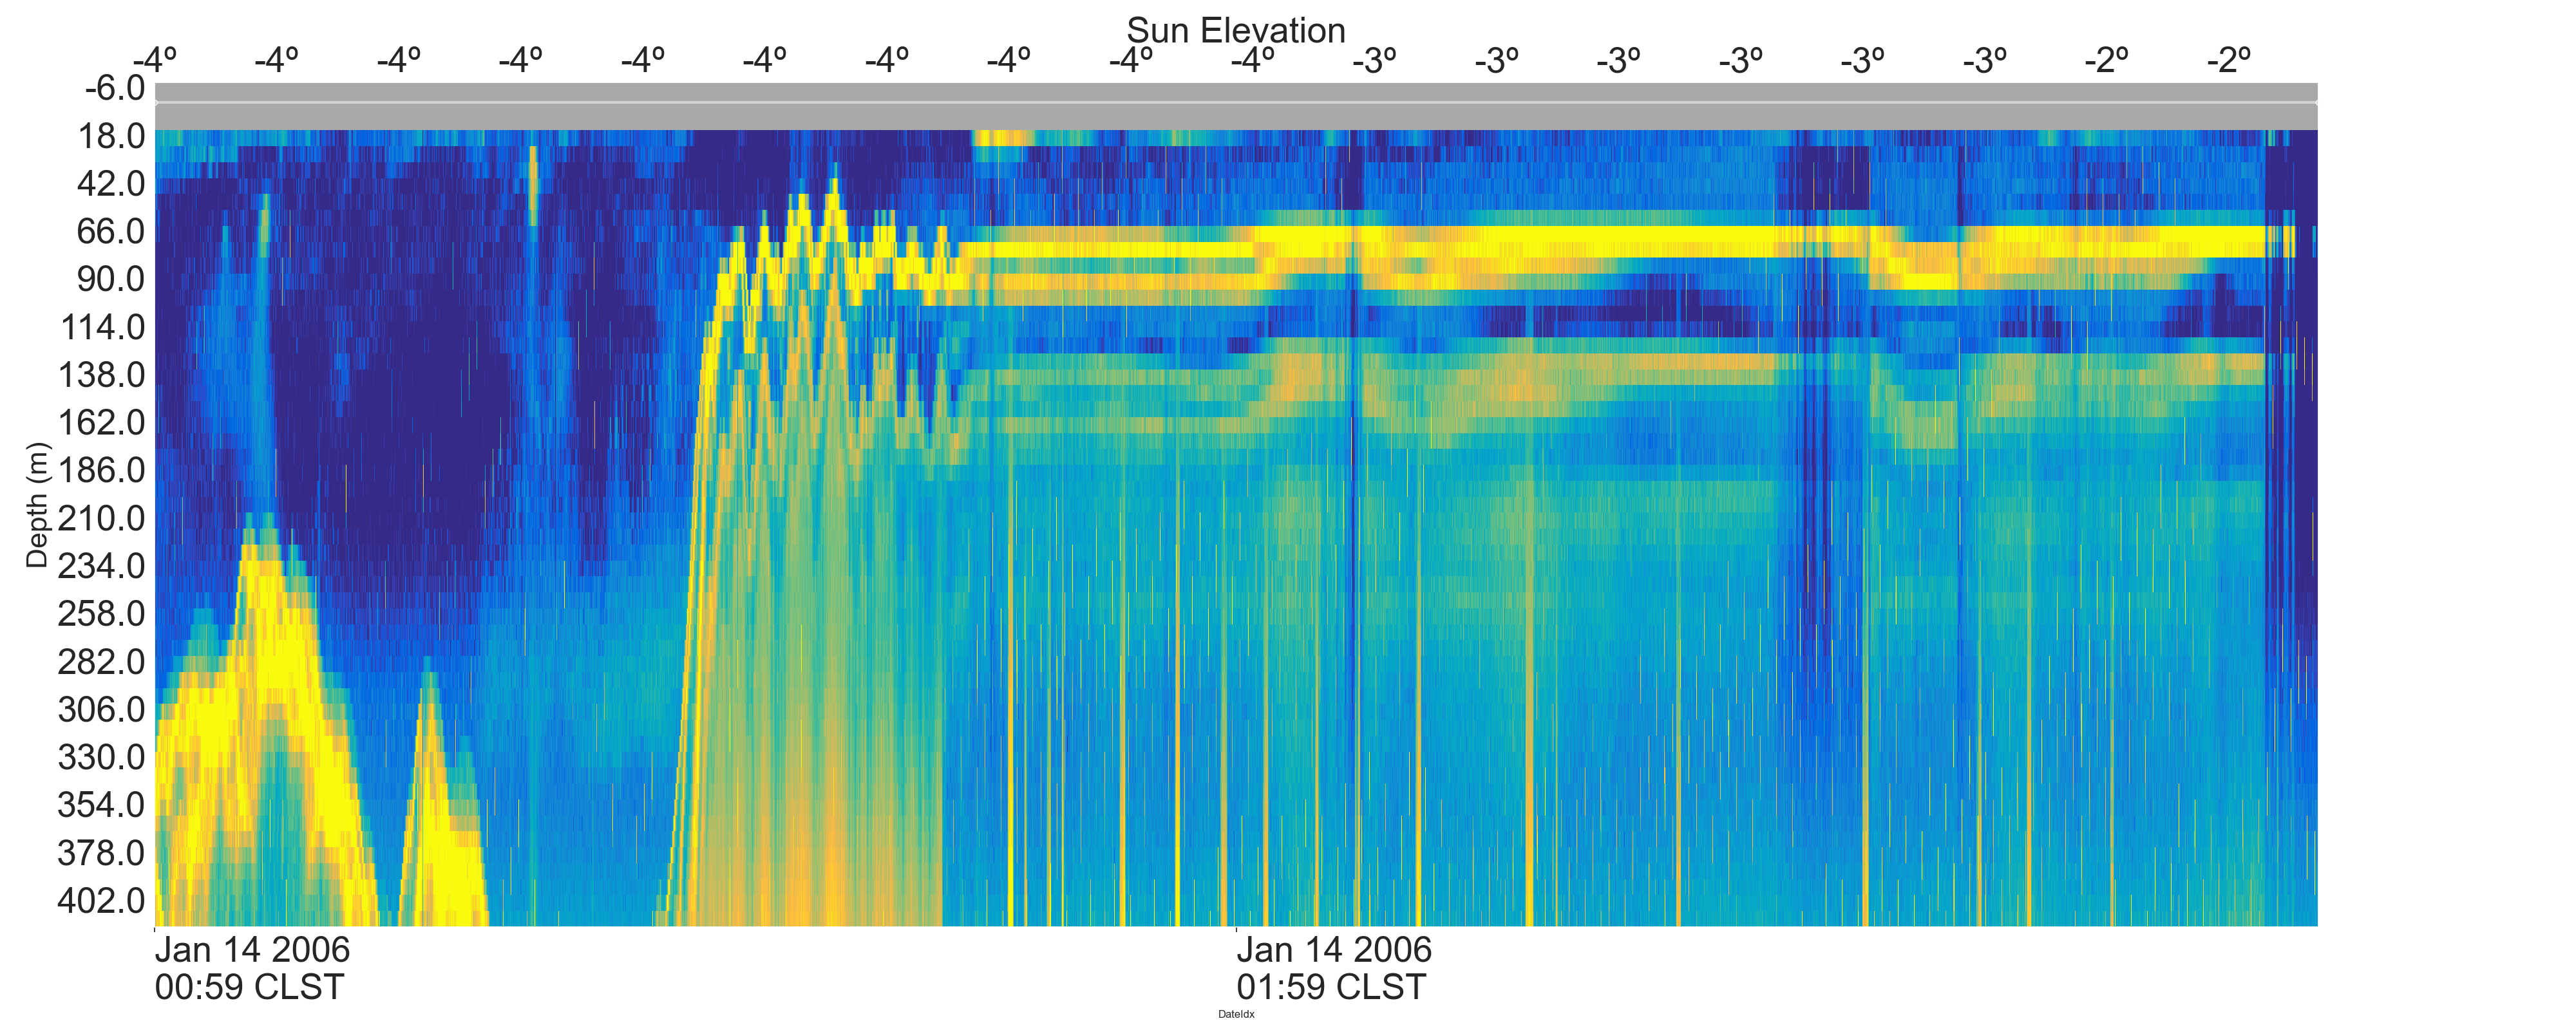 Sun Elevation
-4º -4º -4º -4º -4º -4º -4º -4º -4º -4º -3º -3º -3º -3º -3º -3º -2º -2º
-6.0
18.0
42.0
66.0
90.0
114.0
138.0
162.0
186.0
210.0
234.0
258.0
282.0
306.0
330.0
354.0
378.0
402.0
Depth (m)
Jan 14 2006
00:59 CLST
Jan 14 2006
01:59 CLST
DateIdx